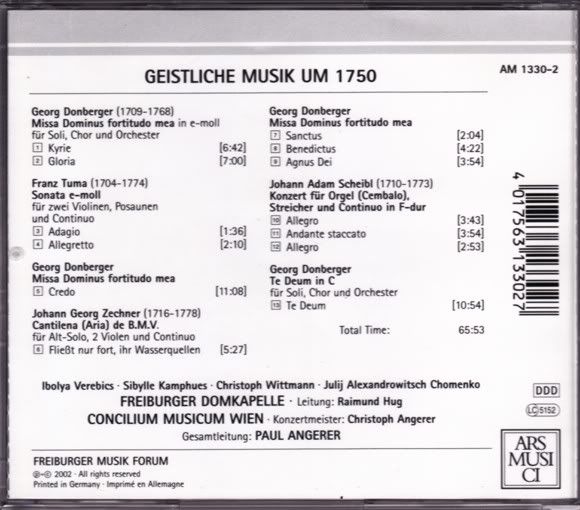 GEISTLICHE MUSIK UM 1750
AM 1330-2
Georg Donberger (1709-1768)
Missa Dominus fortitudo mea in e-moll
für Soli, Chor und Orchester
1 Kyrie [6:42]
2 Gloria [7:00]
Franz Tuma (1704-1774)
Sonata e-moll
für zwei Violinen, Posaunen
und Continuo
3 Adagio [1:36]
4 Allegretto [2:10]
Georg Donberger
Missa Dominus fortitudo mea
5 Credo [11:08]
Johann Georg Zechner (1716-1778)
Cantilena (Aria) de B.M.V.
für Alt-Solo, 2 Violen und Continuo
6 Fließt nur fort, ihr Wasserquellen [5:27]
Georg Donberger
Missa Dominus fortitudo mea
7 Sanctus [2:04]
8 Benedictus [4:22]
9 Agnus Dei [3:54]
Johann Adam Scheibl (1710-1773)
Konzert für Orgel (Cembalo),
Streicher und Continuo in F-dur
10 Allegro [3:43]
11 Andante staccato [3:54]
12 Allegro [2:53]
Georg Donberger
Te Deum in C
für Soli, Chor und Orchester
13 Te Deum [10:54]
Total Time: 65:53
4 017563 133027
Ibolya Verebics · Sibylle Kamphues · Christoph Wittmann · Julij Alexandrowitsch Chomenko
FREIBURGER DOMKAPELLE · Leitung: Raimund Hug
CONCILIUM MUSICUM WIEN · Konzertmeister: Christoph Angerer
Gesamtleitung: PAUL ANGERER
DDD
LC 5152
FREIBURGER MUSIK FORUM
℗-© 2002 · All rights reserved
Printed in Germany · Imprimé en Allemagne
ARS
MUSI
CI